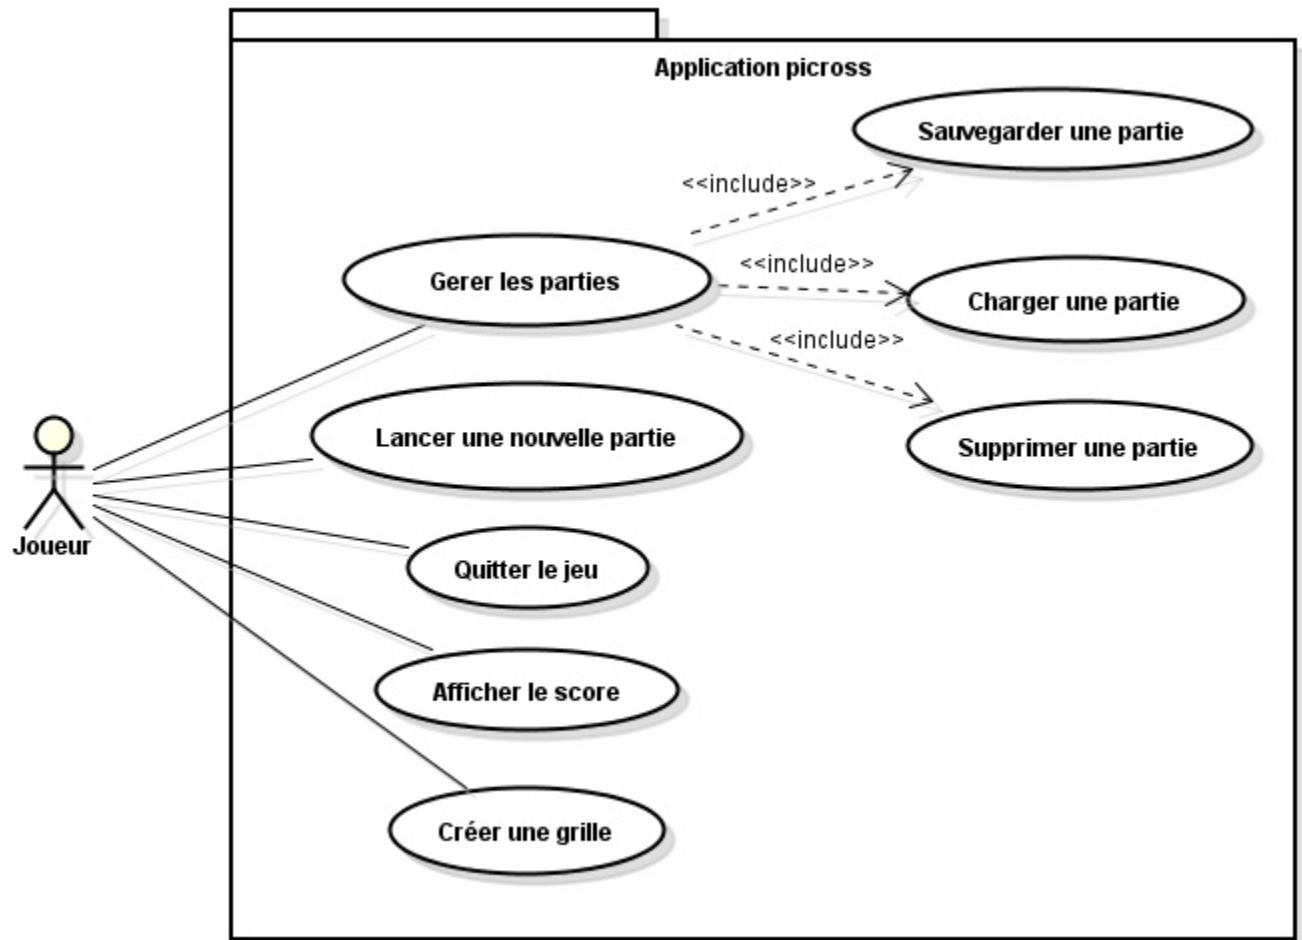 Application picross
Sauvegarder une partie
<<include>>
Gerer les parties
<<include>>
Charger une partie
<<include>>
Lancer une nouvelle partie
Supprimer une partie
Joueur
Quitter le jeu
Afficher le score
Créer une grille